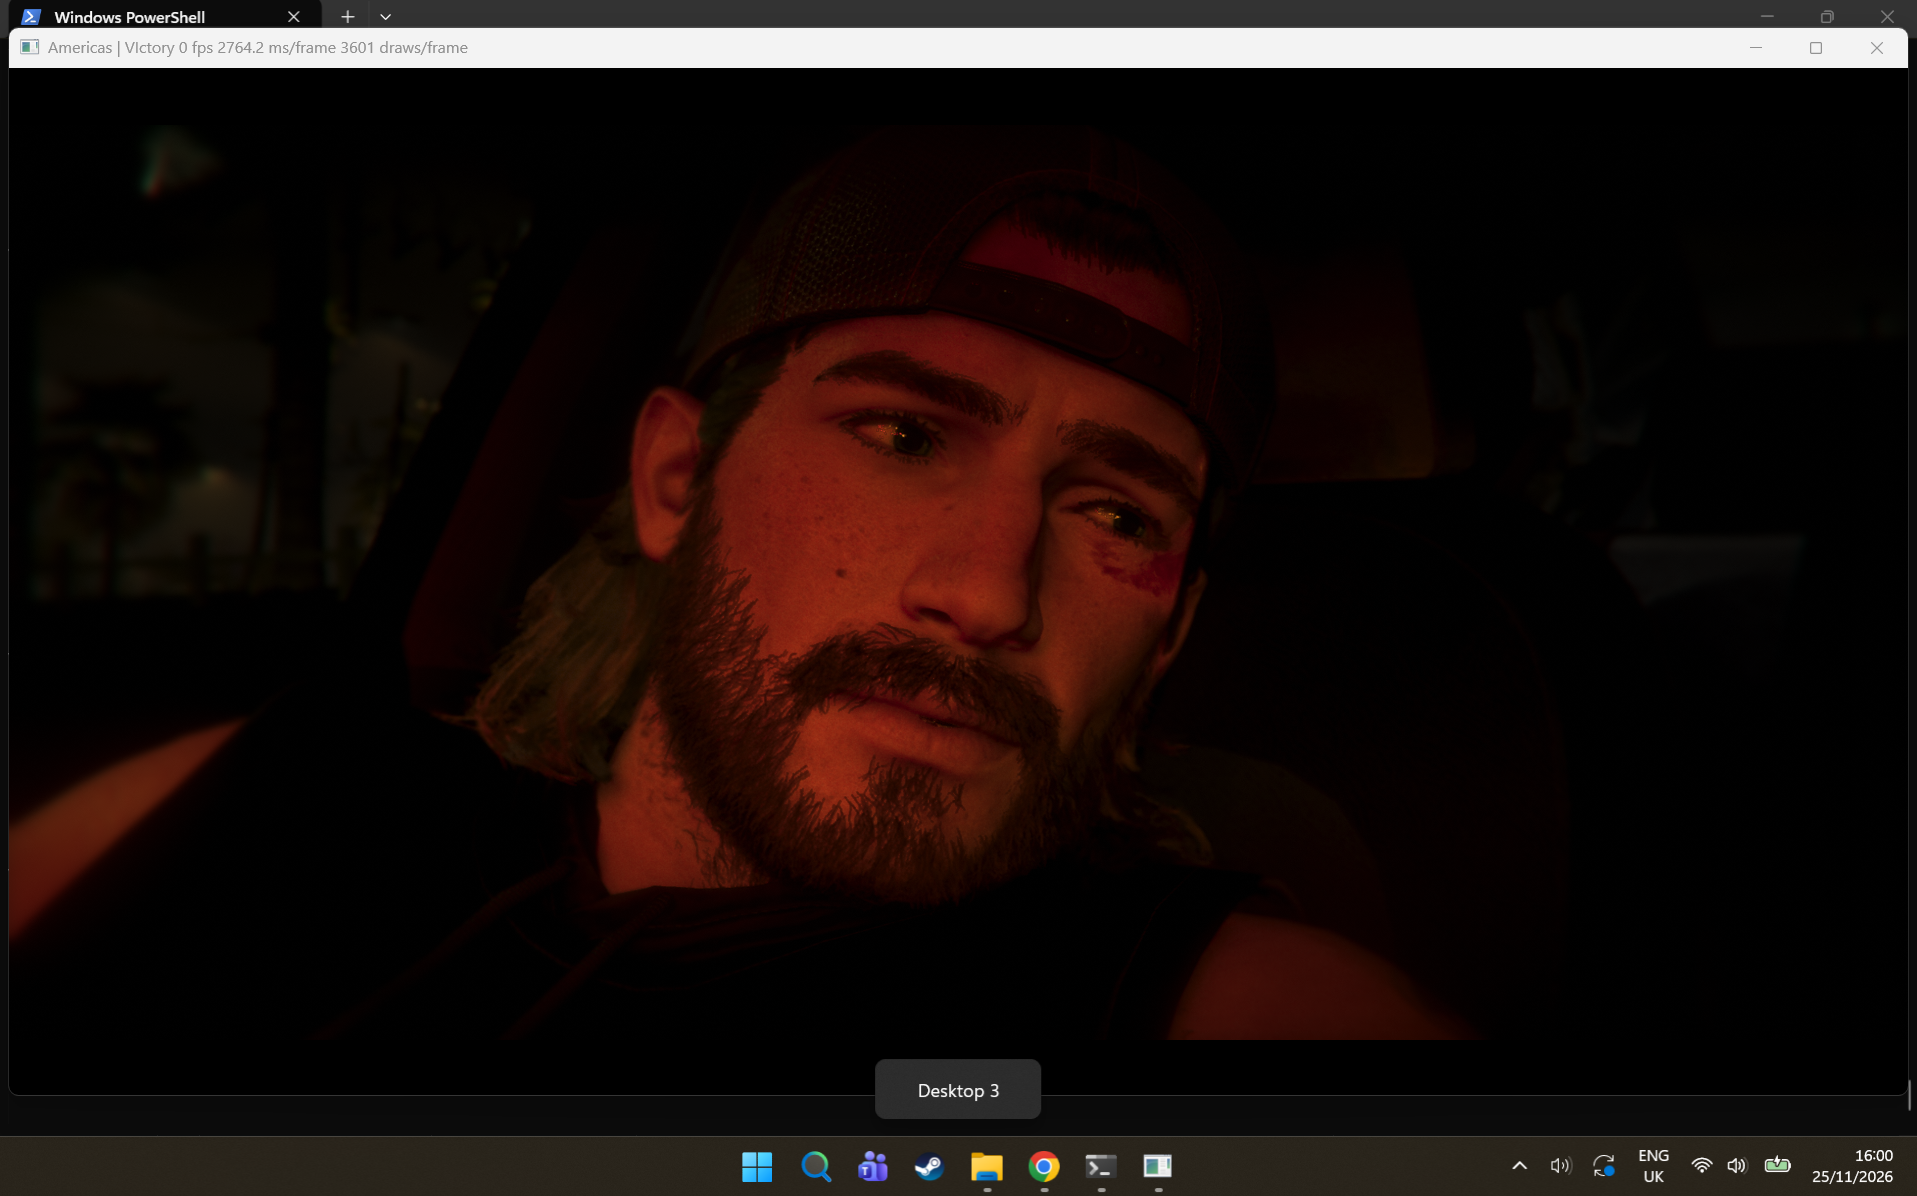 Windows PowerShell
Americas | VIctory 0 fps 2764.2 ms/frame 3601 draws/frame
Desktop 3
ENG
UK
16:00
25/11/2026